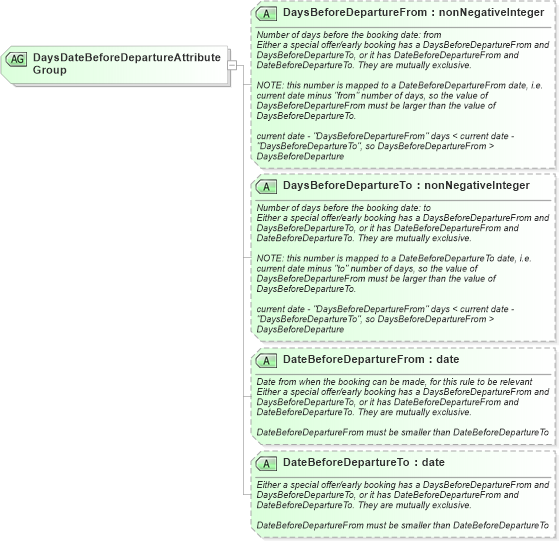 AG
DaysDateBeforeDepartureAttribute
Group
A
DaysBeforeDepartureFrom : nonNegativeInteger
Number of days before the booking date: from
Either a special offer/early booking has a DaysBeforeDepartureFrom and
DaysBeforeDepartureTo, or it has DateBeforeDepartureFrom and
DateBeforeDepartureTo. They are mutually exclusive.
NOTE: this number is mapped to a DateBeforeDepartureFrom date, i.e.
current date minus "from" number of days, so the value of
DaysBeforeDepartureFrom must be larger than the value of
DaysBeforeDepartureTo.
current date - "DaysBeforeDepartureFrom" days < current date -
"DaysBeforeDepartureTo", so DaysBeforeDepartureFrom >
DaysBeforeDeparture
A
DaysBeforeDepartureTo : nonNegativeInteger
Number of days before the booking date: to
Either a special offer/early booking has a DaysBeforeDepartureFrom and
DaysBeforeDepartureTo, or it has DateBeforeDepartureFrom and
DateBeforeDepartureTo. They are mutually exclusive.
NOTE: this number is mapped to a DateBeforeDepartureTo date, i.e.
current date minus "to" number of days, so the value of
DaysBeforeDepartureFrom must be larger than the value of
DaysBeforeDepartureTo.
current date - "DaysBeforeDepartureFrom" days < current date -
"DaysBeforeDepartureTo", so DaysBeforeDepartureFrom >
DaysBeforeDeparture
A
DateBeforeDepartureFrom : date
Date from when the booking can be made, for this rule to be relevant
Either a special offer/early booking has a DaysBeforeDepartureFrom and
DaysBeforeDepartureTo, or it has DateBeforeDepartureFrom and
DateBeforeDepartureTo. They are mutually exclusive.
DateBeforeDepartureFrom must be smaller than DateBeforeDepartureTo
A
DateBeforeDepartureTo : date
Either a special offer/early booking has a DaysBeforeDepartureFrom and
DaysBeforeDepartureTo, or it has DateBeforeDepartureFrom and
DateBeforeDepartureTo. They are mutually exclusive.
DateBeforeDepartureFrom must be smaller than DateBeforeDepartureTo